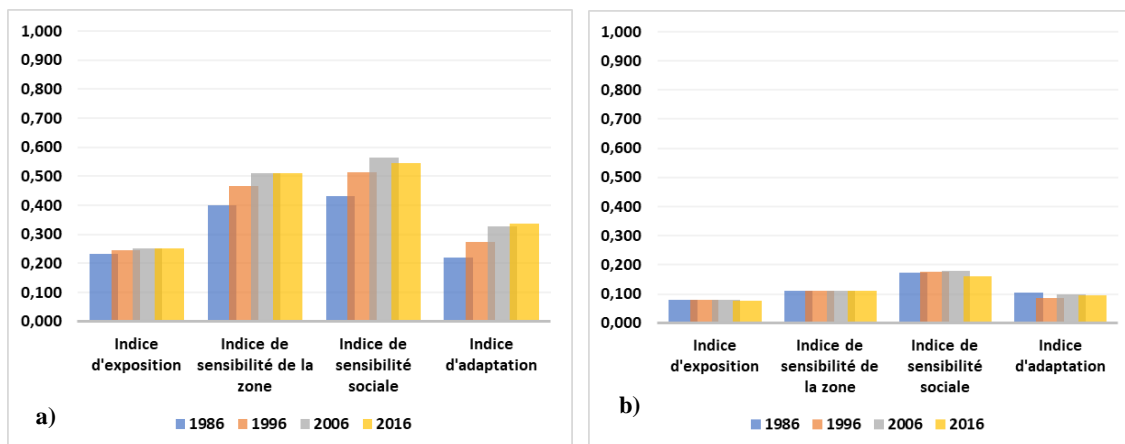 1,000
0,900
0,800
0,700
0,600
0,500
0,400
0,300
0,200
0,100
0,000
Indice
d'exposition
Indice de
sensibilité de la
zone
Indice de
sensibilité
sociale
Indice
d'adaptation
a)
1986 1996 2006 2016
1,000
0,900
0,800
0,700
0,600
0,500
0,400
0,300
0,200
0,100
0,000
Indice
d'exposition
Indice de
sensibilité de
la zone
Indice de
sensibilité
sociale
Indice
d'adaptation
b)
1986 1996 2006 2016